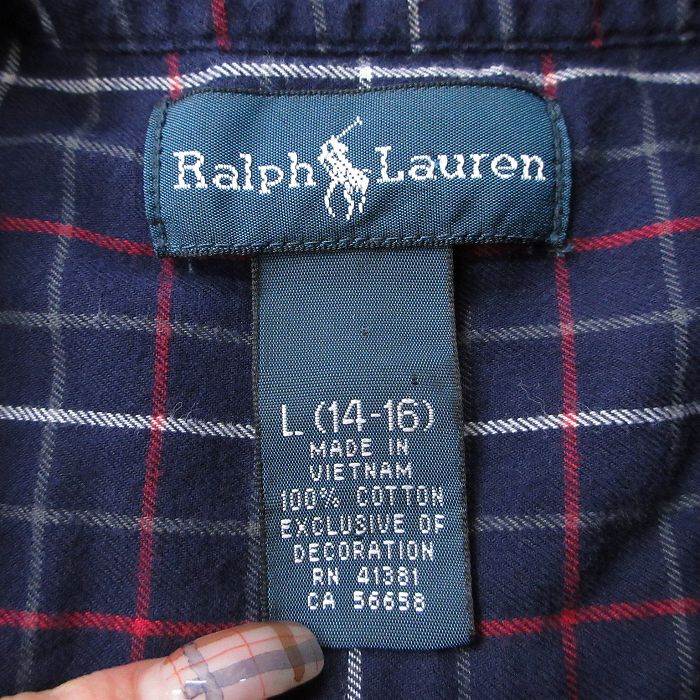 Ralph Lauren
L (14-16)
MADE IN
VIETNAM
100% COTTON
EXCLUSIVE OF
DECORATION
RN 41381
CA 56658